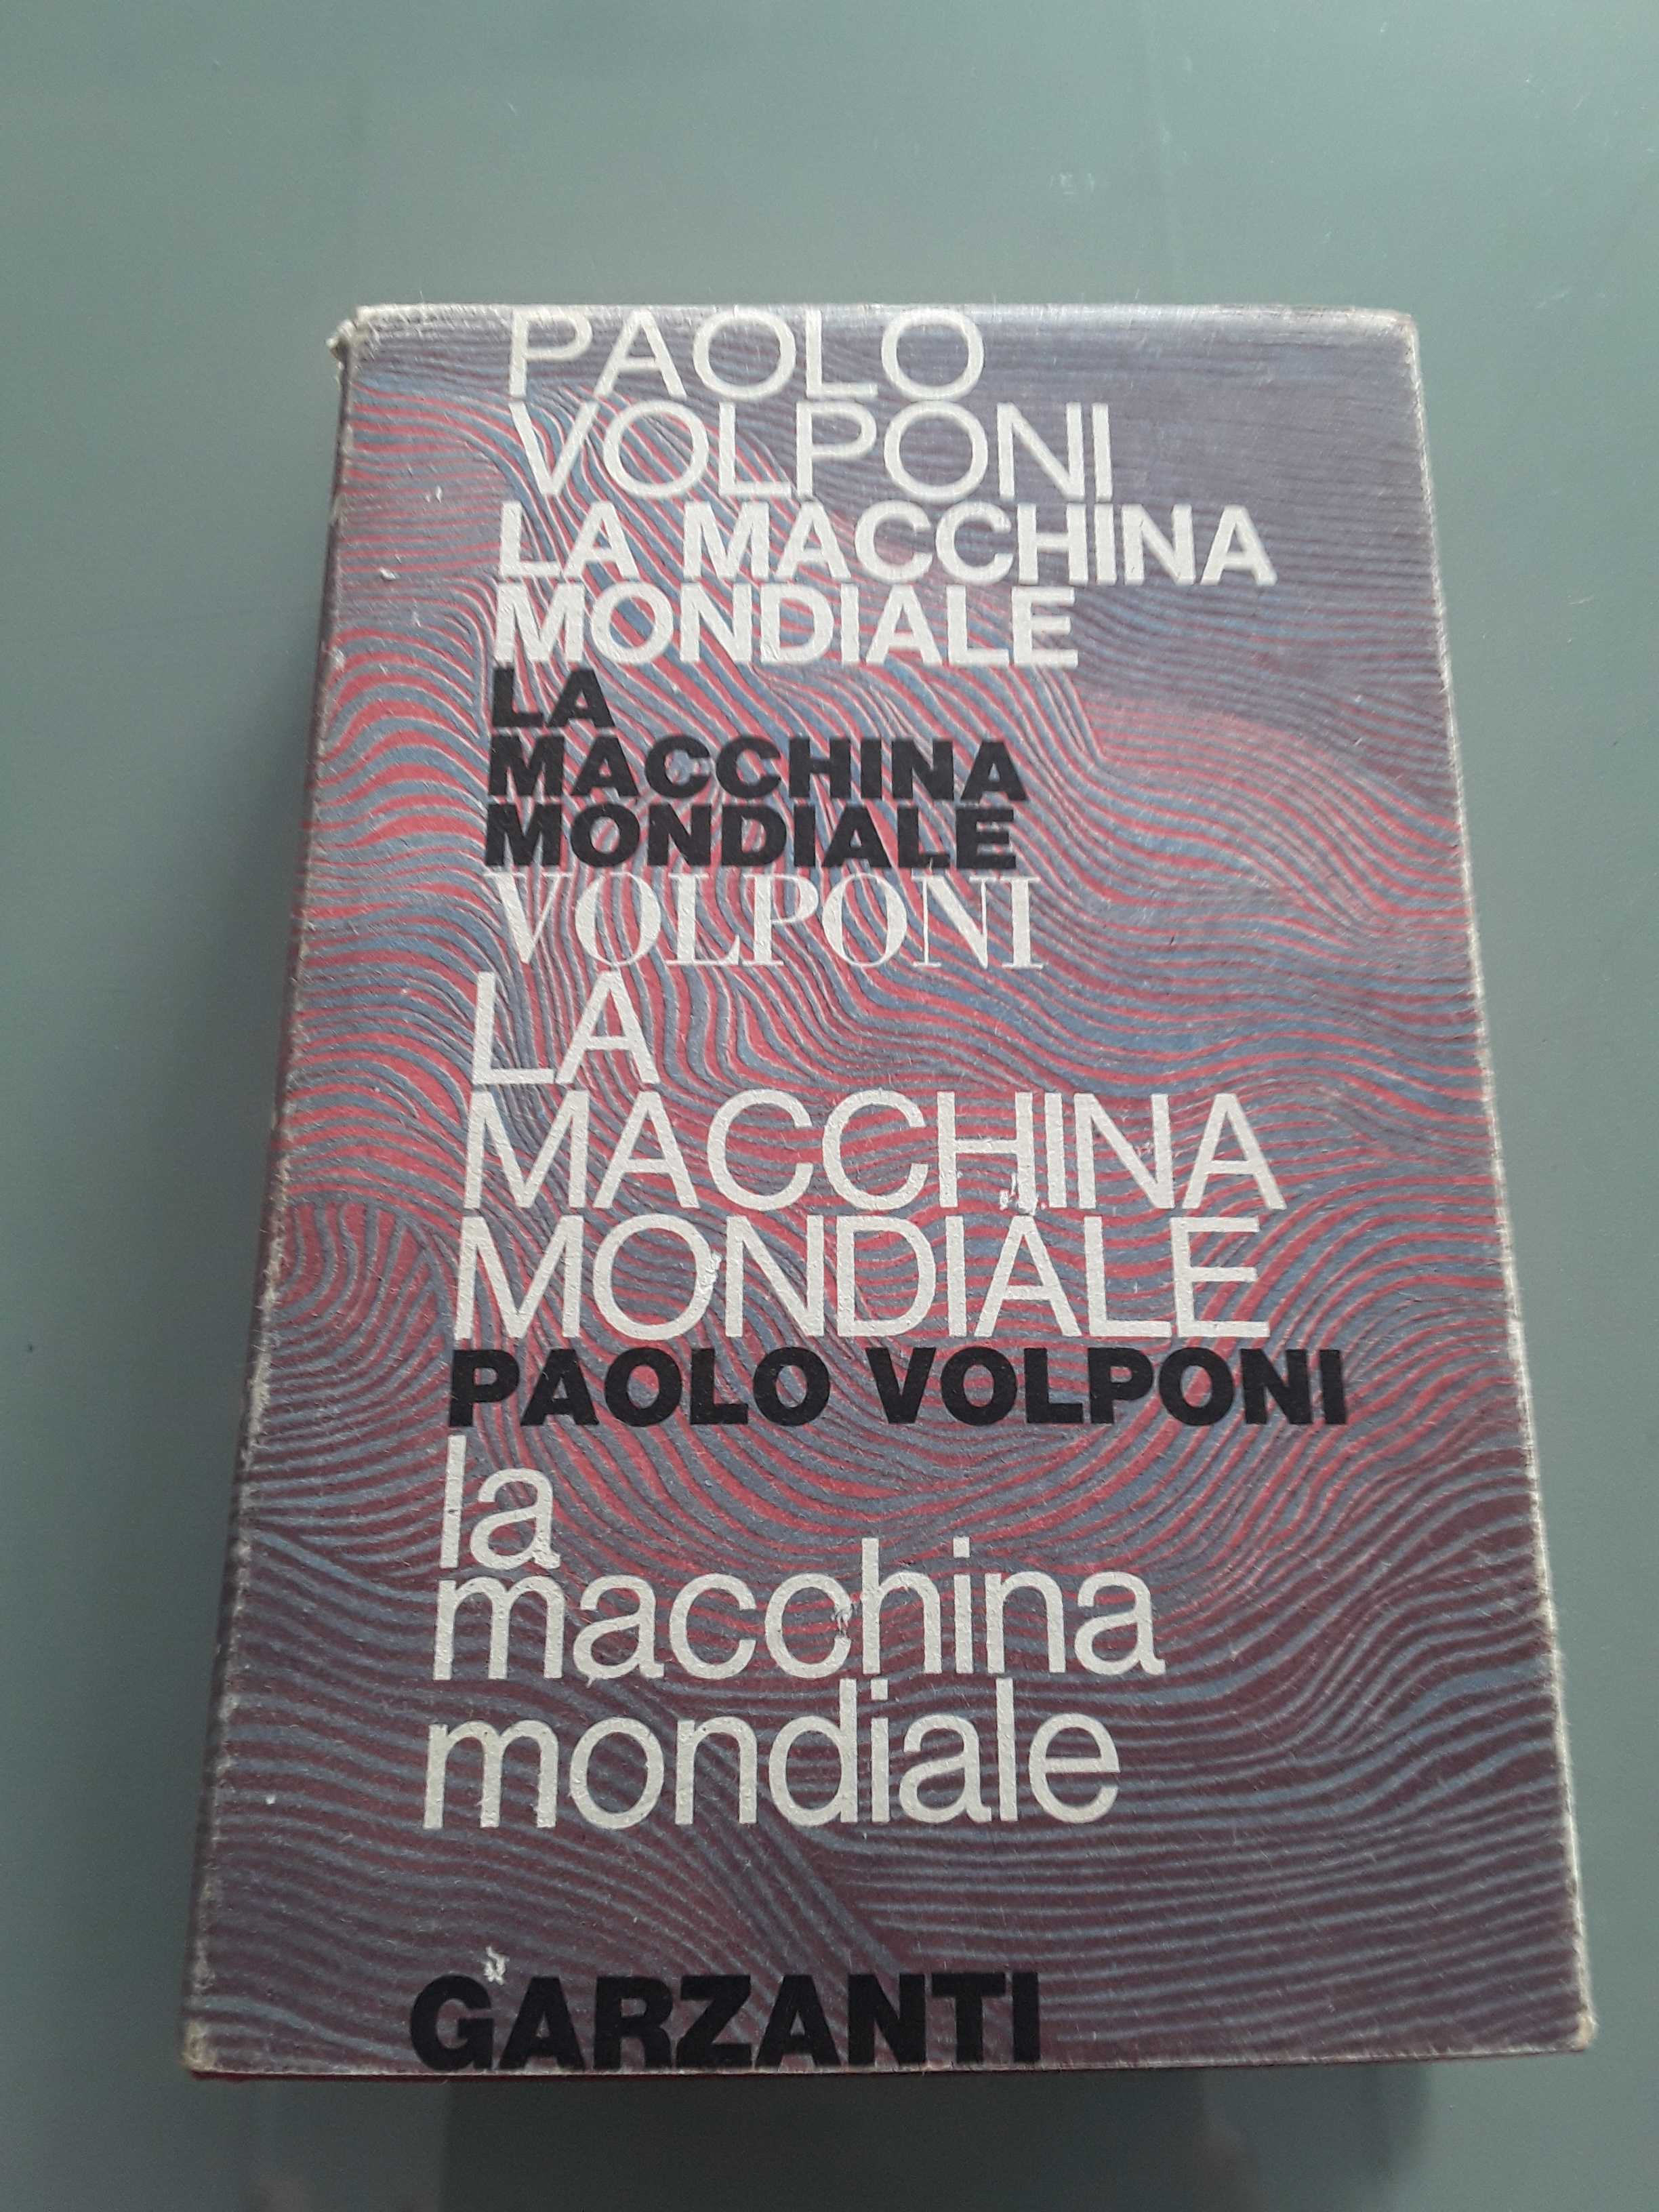 PAOLO
VOLPONI
LA MACCHINA
MONDIALE
LA
MACCHINA
MONDIALE
VOLPONI
LA
MACCHINA
MONDIALE
PAOLO VOLPONI
la
macchina
mondiale
GARZANTI